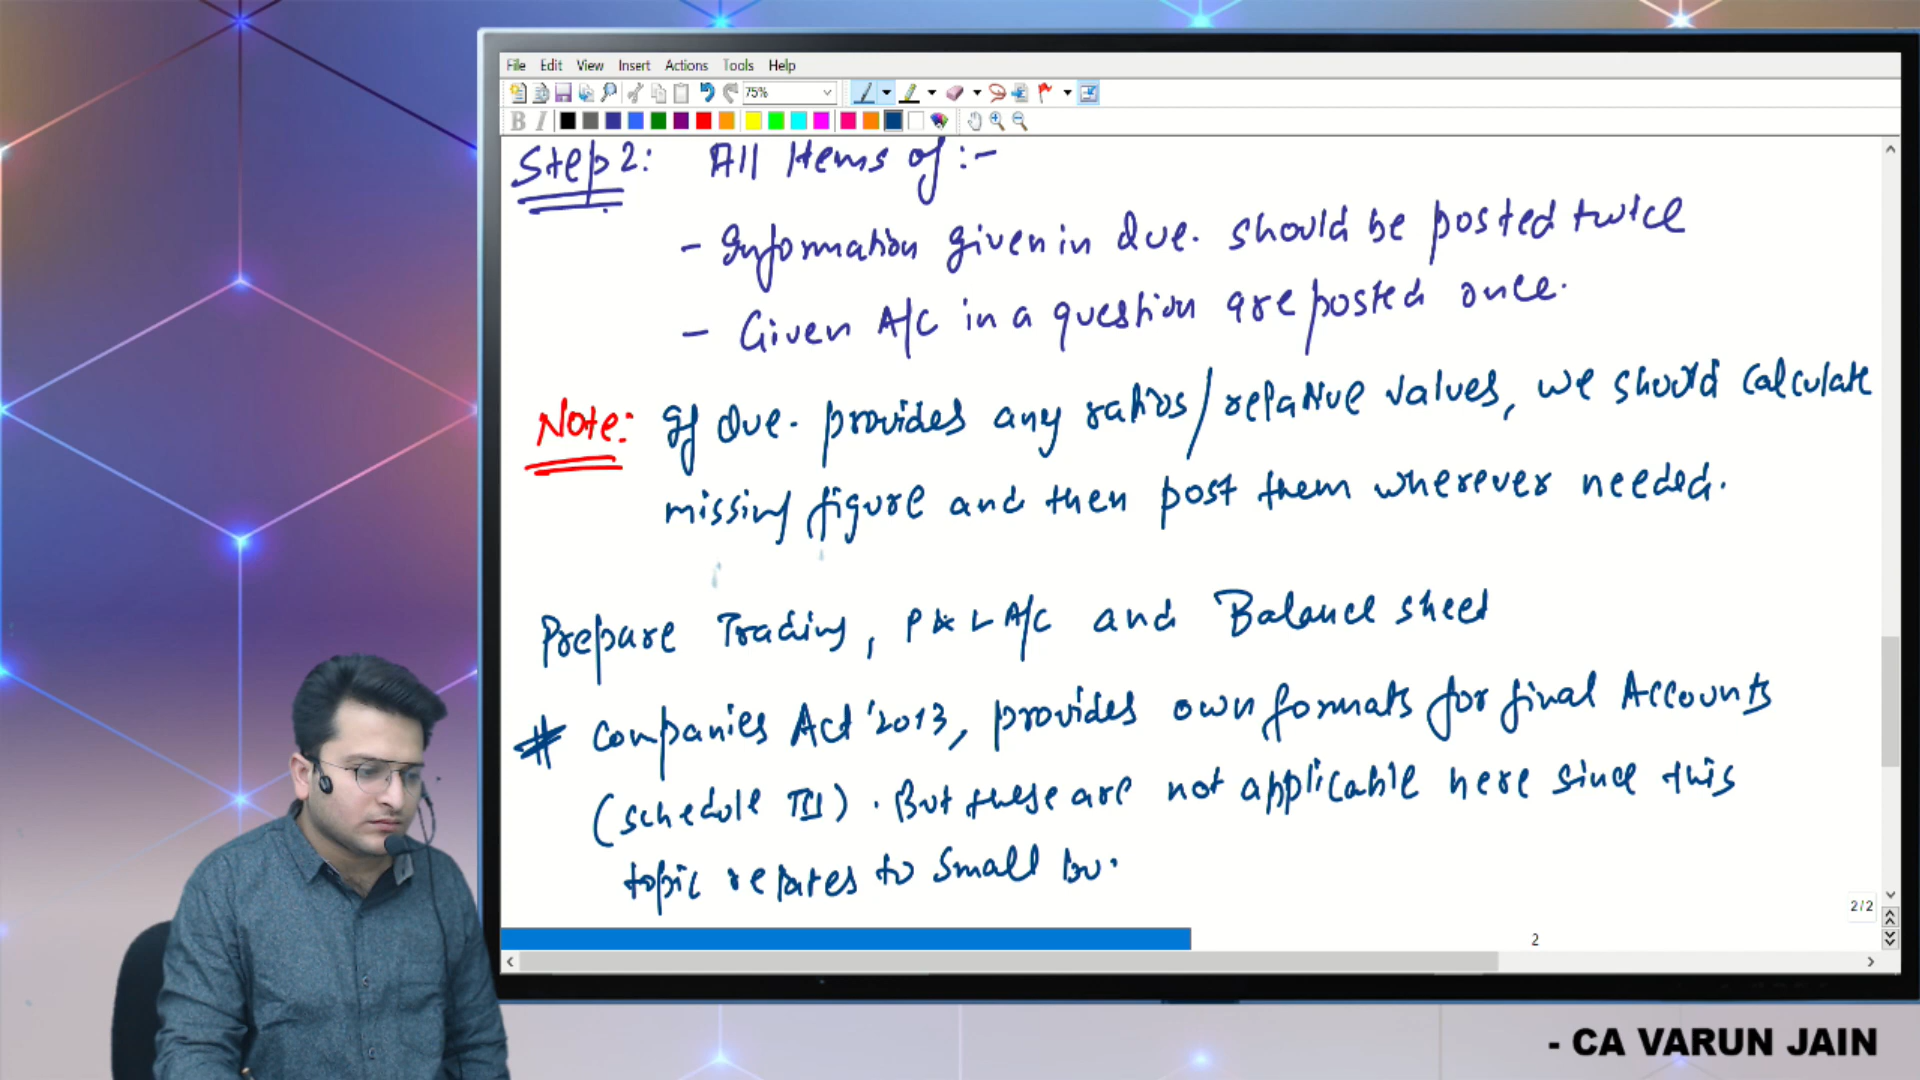 File Edit View Insert Actions Tools Help
75%
B I
Step 2: All Items of :-
- Information given in Que. should be posted twice
- Given A/C in a question are posted once.
Note: If Que. provides any ratios/relative values, we should calculate
missing figure and then post them wherever needed.
Prepare Trading, P & L A/C and Balance sheet
# Companies Act '2013, provides own formats for final Accounts
(schedule III). But these are not applicable here since this
topic relates to small bu.
2/2
2
- CA VARUN JAIN